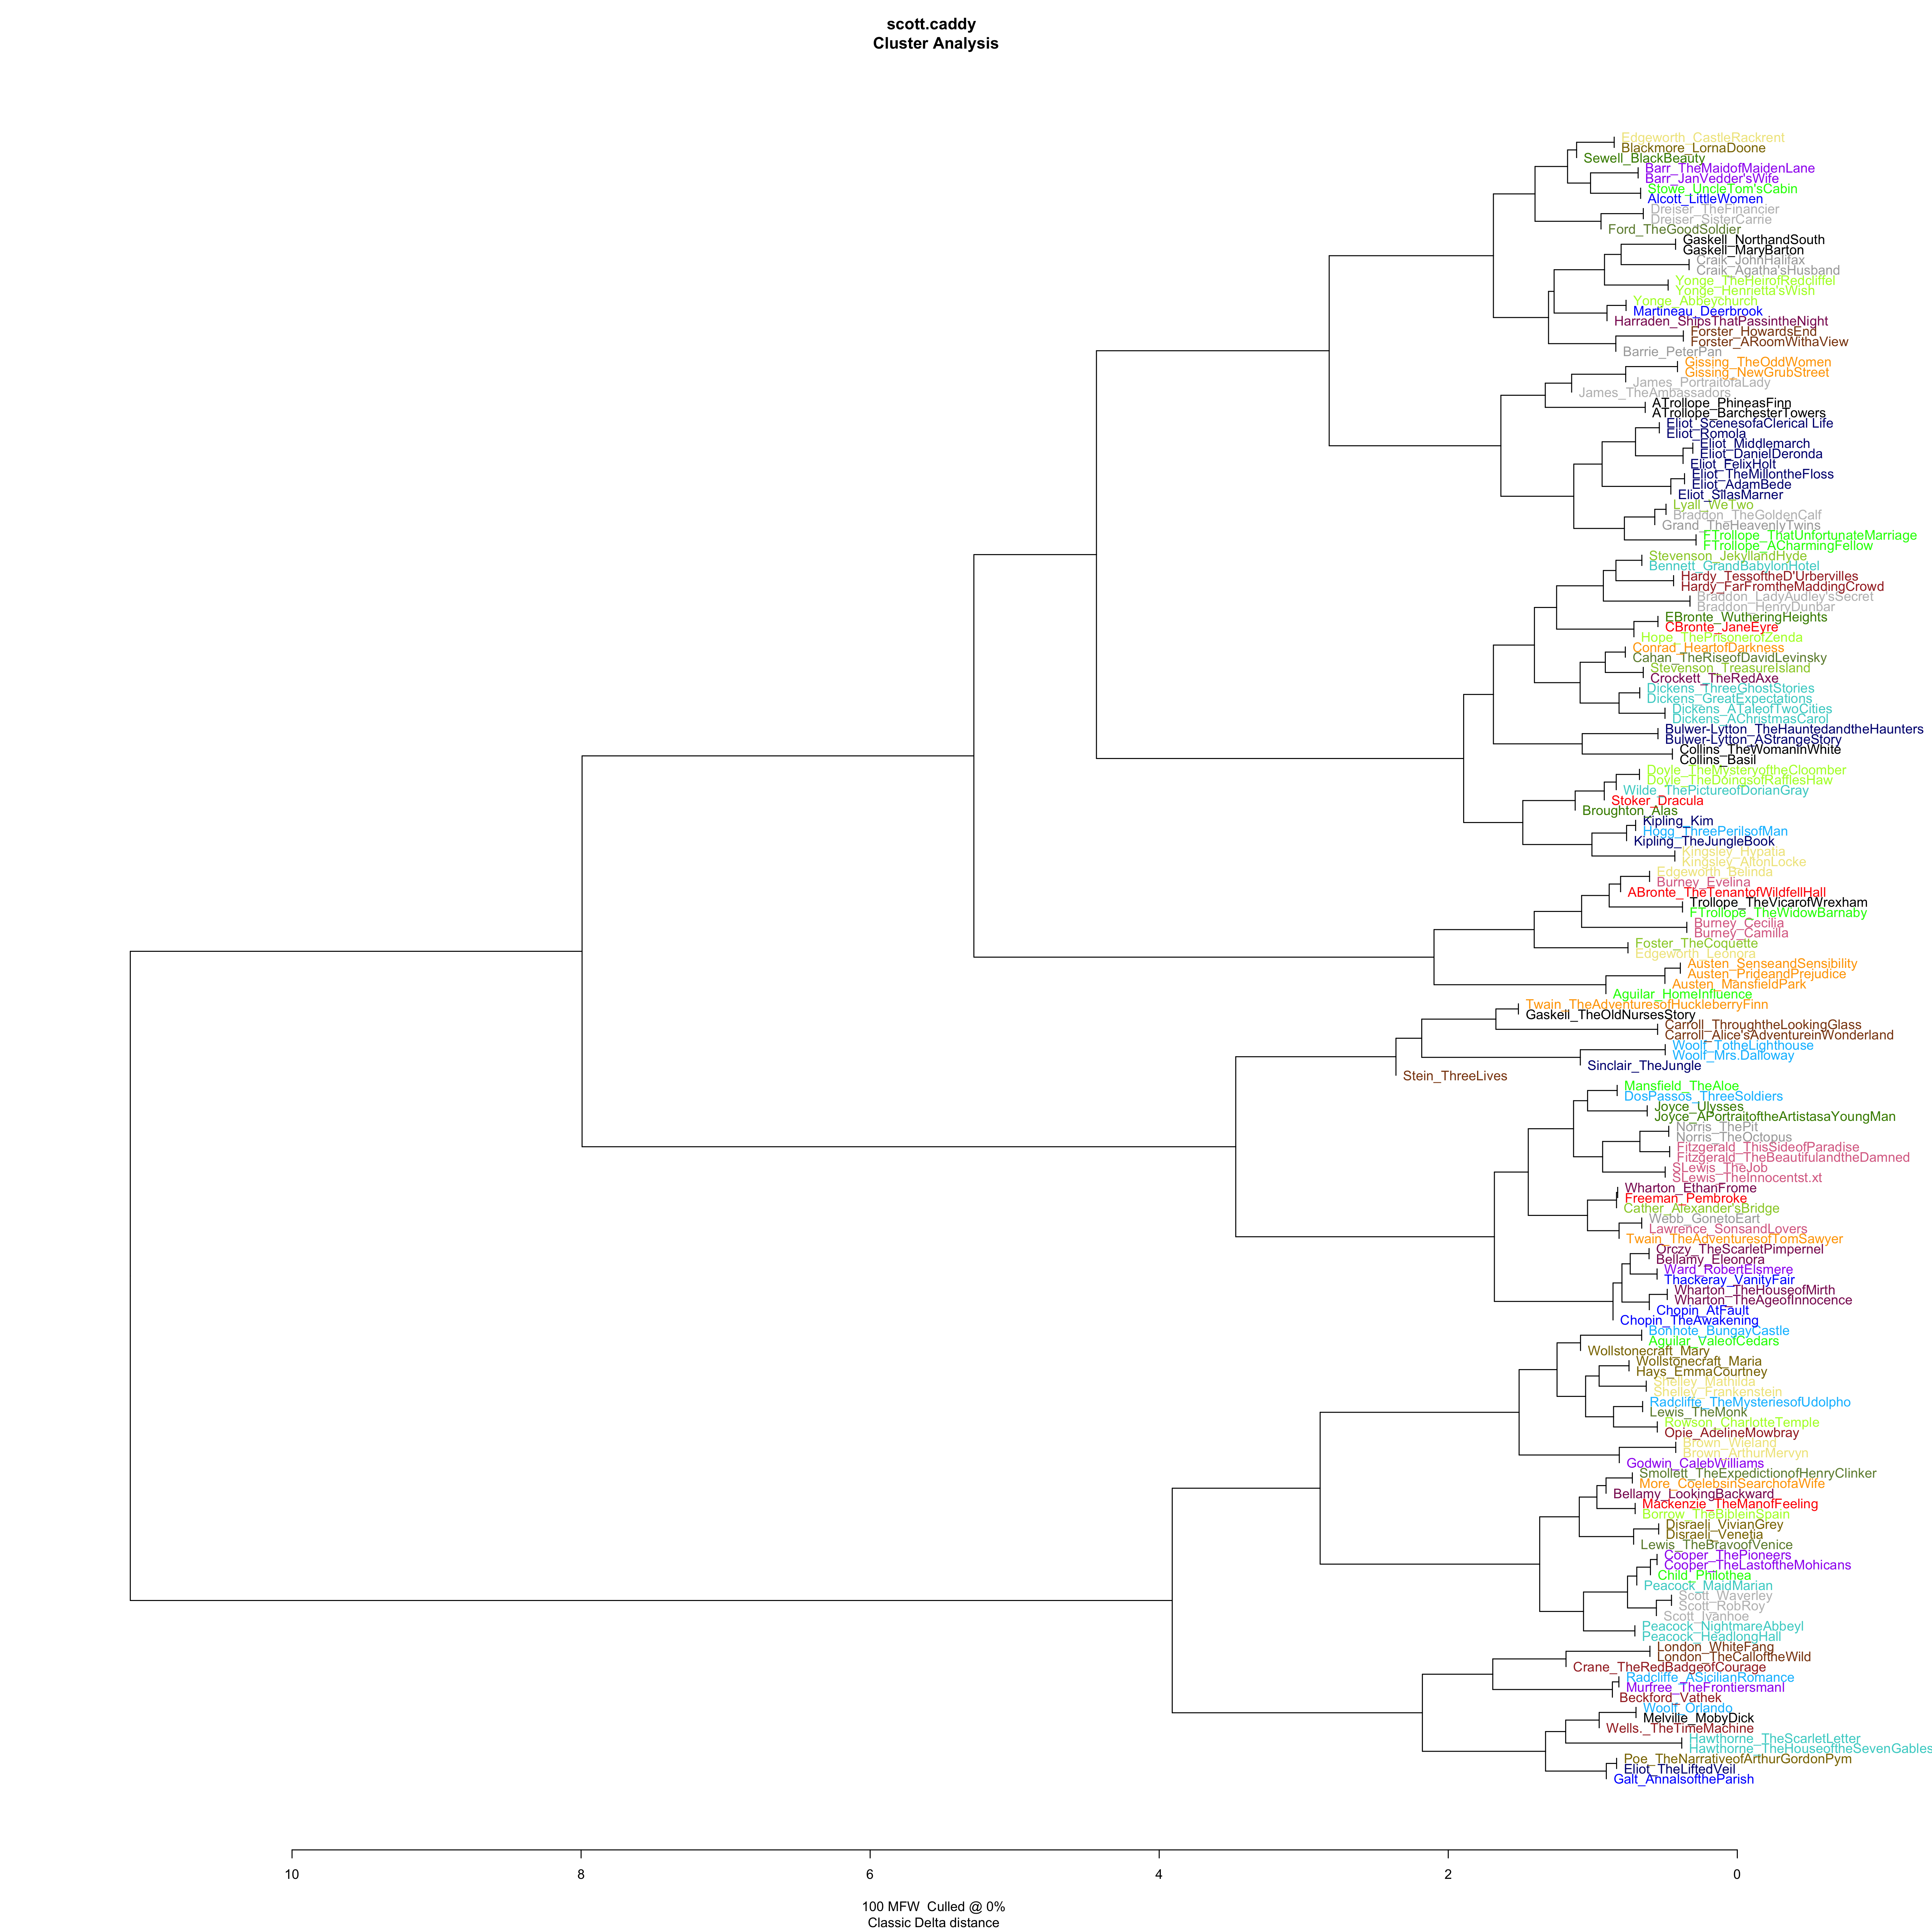 scott.caddy
Cluster Analysis
Edgeworth_CastleRackrent
Blackmore_LornaDoone
Sewell_BlackBeauty
Barr_TheMaidofMaidenLane
Barr_JanVedder'sWife
Stowe_UncleTom'sCabin
Alcott_LittleWomen
Dreiser_TheFinancier
Dreiser_SisterCarrie
Ford_TheGoodSoldier
Gaskell_NorthandSouth
Gaskell_MaryBarton
Craik_JohnHalifax
Craik_Agatha'sHusband
Yonge_TheHeirofRedcliffel
Yonge_Henrietta'sWish
Yonge_Abbeychurch
Martineau_Deerbrook
Harraden_ShipsThatPassintheNight
Forster_HowardsEnd
Forster_ARoomWithaView
Barrie_PeterPan
Gissing_TheOddWomen
Gissing_NewGrubStreet
James_PortraitofaLady
James_TheAmbassadors
ATrollope_PhineasFinn
ATrollope_BarchesterTowers
Eliot_ScenesofaClerical Life
Eliot_Romola
Eliot_Middlemarch
Eliot_DanielDeronda
Eliot_FelixHolt
Eliot_TheMillontheFloss
Eliot_AdamBede
Eliot_SilasMarner
Lyall_WeTwo
Braddon_TheGoldenCalf
Grand_TheHeavenlyTwins
FTrollope_ThatUnfortunateMarriage
FTrollope_ACharmingFellow
Stevenson_JekyllandHyde
Bennett_GrandBabylonHotel
Hardy_TessoftheD'Urbervilles
Hardy_FarFromtheMaddingCrowd
Braddon_LadyAudley'sSecret
Braddon_HenryDunbar
EBronte_WutheringHeights
CBronte_JaneEyre
Hope_ThePrisonerofZenda
Conrad_HeartofDarkness
Cahan_TheRiseofDavidLevinsky
Stevenson_TreasureIsland
Crockett_TheRedAxe
Dickens_ThreeGhostStories
Dickens_GreatExpectations
Dickens_ATaleofTwoCities
Dickens_AChristmasCarol
Bulwer-Lytton_TheHauntedandtheHaunters
Bulwer-Lytton_AStrangeStory
Collins_TheWomaninWhite
Collins_Basil
Doyle_TheMysteryoftheCloomber
Doyle_TheDoingsofRafflesHaw
Wilde_ThePictureofDorianGray
Stoker_Dracula
Broughton_Alas
Kipling_Kim
Hogg_ThreePerilsofMan
Kipling_TheJungleBook
Kingsley_Hypatia
Kingsley_AltonLocke
Edgeworth_Belinda
Burney_Evelina
ABronte_TheTenantofWildfellHall
Trollope_TheVicarofWrexham
FTrollope_TheWidowBarnaby
Burney_Cecilia
Burney_Camilla
Foster_TheCoquette
Edgeworth_Leonora
Austen_SenseandSensibility
Austen_PrideandPrejudice
Austen_MansfieldPark
Aguilar_HomeInfluence
Twain_TheAdventuresofHuckleberryFinn
Gaskell_TheOldNursesStory
Carroll_ThroughtheLookingGlass
Carroll_Alice'sAdventureinWonderland
Woolf_TotheLighthouse
Woolf_Mrs.Dalloway
Sinclair_TheJungle
Stein_ThreeLives
Mansfield_TheAloe
DosPassos_ThreeSoldiers
Joyce_Ulysses
Joyce_APortraitoftheArtistasaYoungMan
Norris_ThePit
Norris_TheOctopus
Fitzgerald_ThisSideofParadise
Fitzgerald_TheBeautifulandtheDamned
SLewis_TheJob
SLewis_TheInnocentst.xt
Wharton_EthanFrome
Freeman_Pembroke
Cather_Alexander'sBridge
Webb_GonetoEart
Lawrence_SonsandLovers
Twain_TheAdventuresofTomSawyer
Orczy_TheScarletPimpernel
Bellamy_Eleonora
Ward_RobertElsmere
Thackeray_VanityFair
Wharton_TheHouseofMirth
Wharton_TheAgeofInnocence
Chopin_AtFault
Chopin_TheAwakening
Bonhote_BungayCastle
Aguilar_ValeofCedars
Wollstonecraft_Mary
Wollstonecraft_Maria
Hays_EmmaCourtney
Shelley_Mathilda
Shelley_Frankenstein
Radcliffe_TheMysteriesofUdolpho
Lewis_TheMonk
Rowson_CharlotteTemple
Opie_AdelineMowbray
Brown_Wieland
Brown_ArthurMervyn
Godwin_CalebWilliams
Smollett_TheExpeditionofHenryClinker
More_CoelebsinSearchofaWife
Bellamy_LookingBackward
Mackenzie_TheManofFeeling
Borrow_TheBibleinSpain
Disraeli_VivianGrey
Disraeli_Venetia
Lewis_TheBravoofVenice
Cooper_ThePioneers
Cooper_TheLastoftheMohicans
Child_Philothea
Peacock_MaidMarian
Scott_Waverley
Scott_RobRoy
Scott_Ivanhoe
Peacock_NightmareAbbeyl
Peacock_HeadlongHall
London_WhiteFang
London_TheCalloftheWild
Crane_TheRedBadgeofCourage
Radcliffe_ASicilianRomance
Murfree_TheFrontiersmanl
Beckford_Vathek
Woolf_Orlando
Melville_MobyDick
Wells._TheTimeMachine
Hawthorne_TheScarletLetter
Hawthorne_TheHouseoftheSevenGables
Poe_TheNarrativeofArthurGordonPym
Eliot_TheLiftedVeil
Galt_AnnalsoftheParish
10 8 6 4 2 0
100 MFW Culled @ 0%
Classic Delta distance